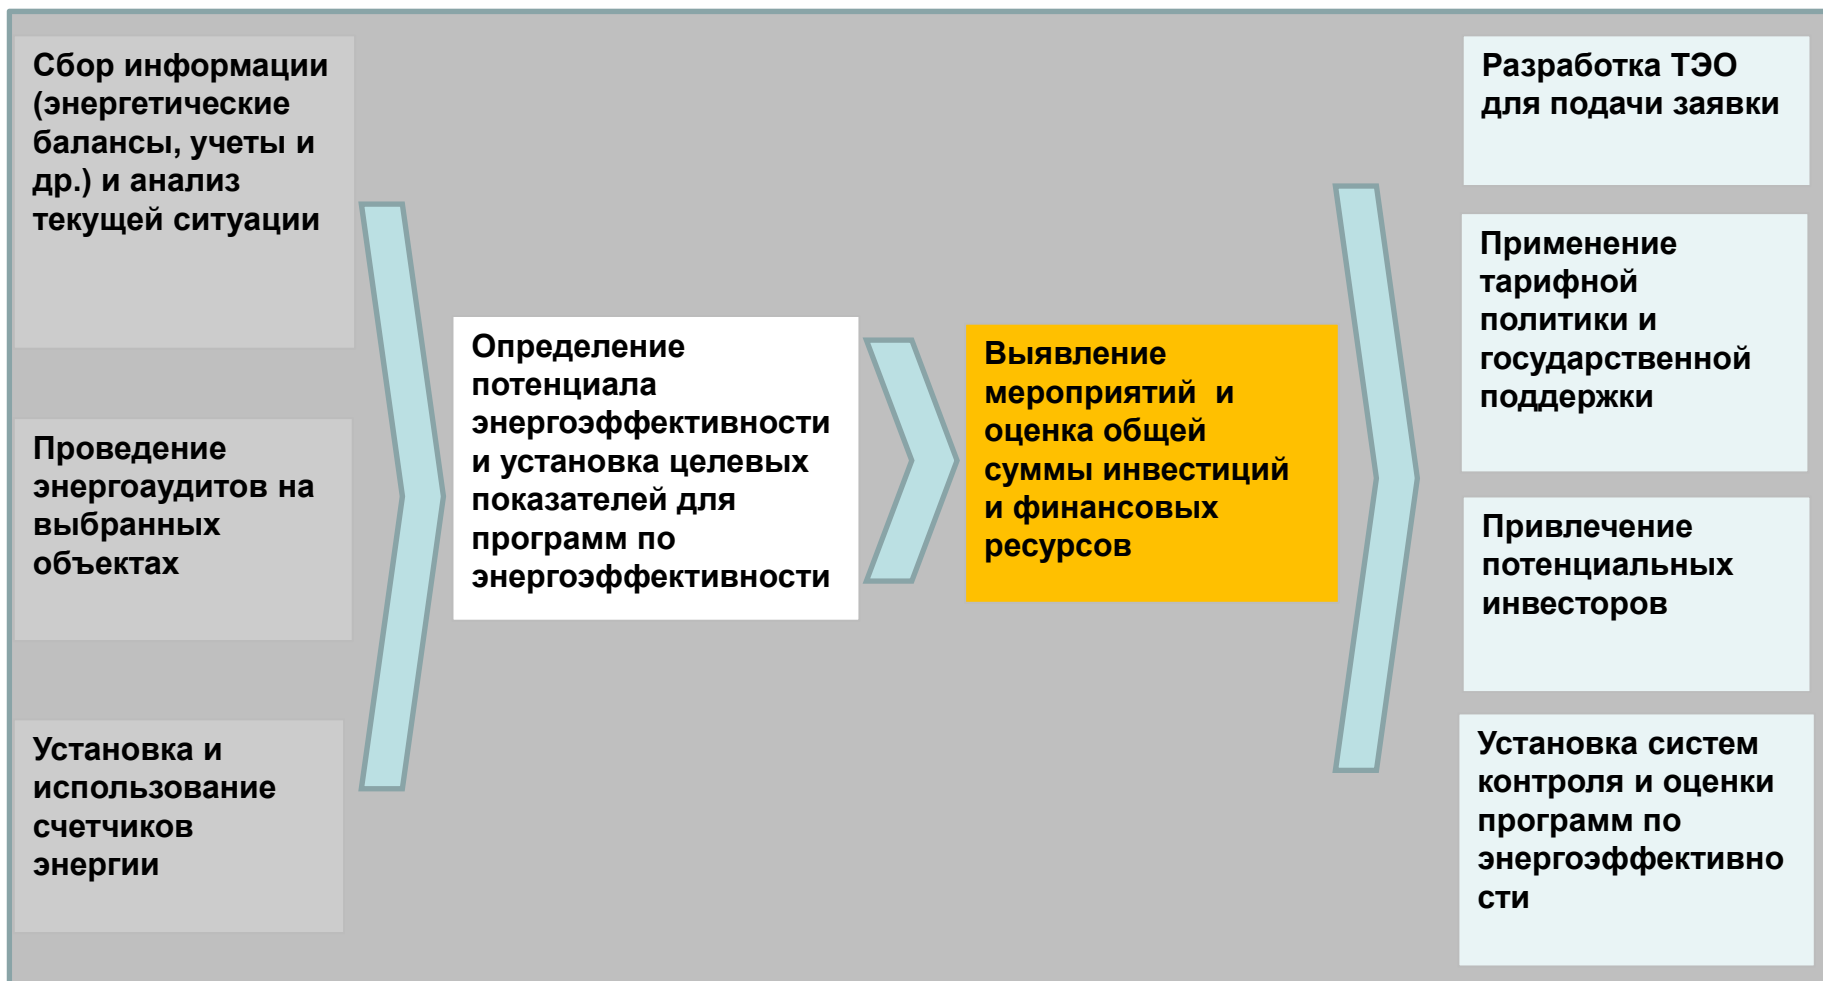 Сбор информации
(энергетические
балансы, учеты и
др.) и анализ
текущей ситуации
Проведение
энергоаудитов на
выбранных
объектах
Установка и
использование
счетчиков
энергии
Определение
потенциала
энергоэффективности
и установка целевых
показателей для
программ по
энергоэффективности
Выявление
мероприятий и
оценка общей
суммы инвестиций
и финансовых
ресурсов
Разработка ТЭО
для подачи заявки
Применение
тарифной
политики и
государственной
поддержки
Привлечение
потенциальных
инвесторов
Установка систем
контроля и оценки
программ по
энергоэффективно
сти